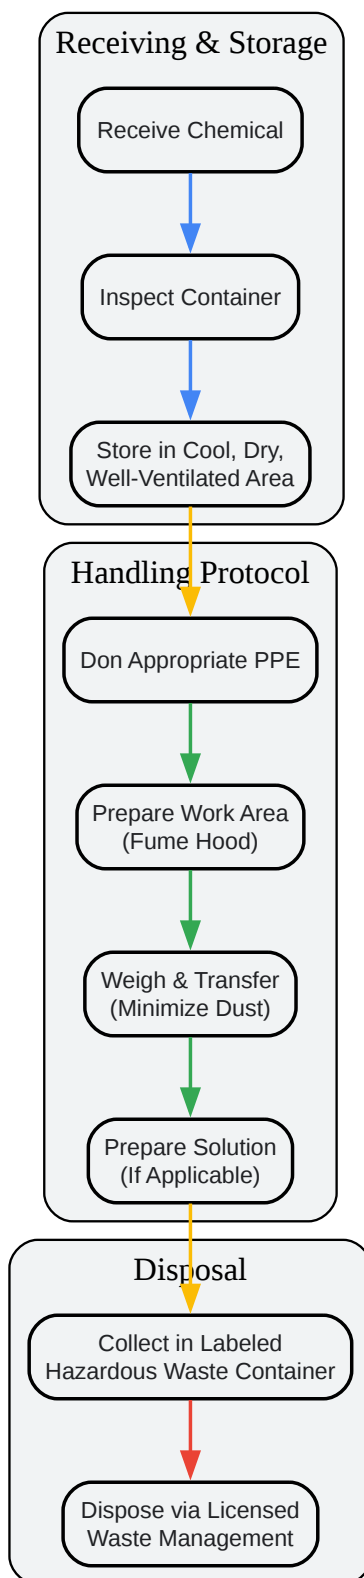 Receiving & Storage
Receive Chemical
Inspect Container
Store in Cool, Dry,
Well-Ventilated Area
Handling Protocol
Don Appropriate PPE
Prepare Work Area
(Fume Hood)
Weigh & Transfer
(Minimize Dust)
Prepare Solution
(If Applicable)
Disposal
Collect in Labeled
Hazardous Waste Container
Dispose via Licensed
Waste Management